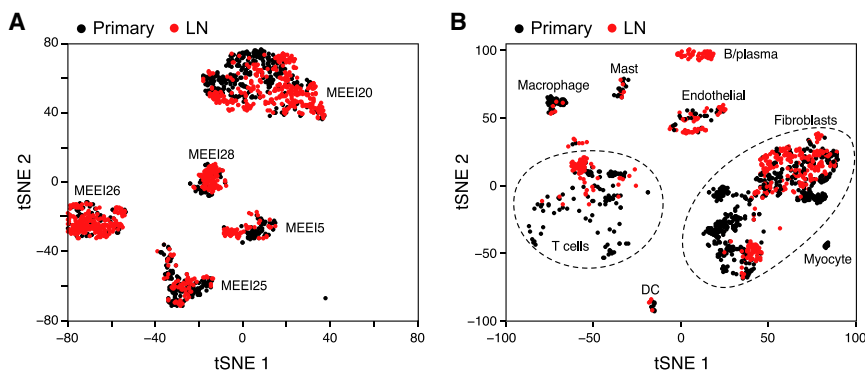 A
Primary LN
80
40
0
−40
−80
tSNE 2
MEEI20
MEEI28
MEEI26
MEEI5
MEEI25
−80 −40 0 40 80
tSNE 1
B
Primary LN
100
50
0
−50
−100
tSNE 2
B/plasma
Mast
Macrophage
Endothelial
Fibroblasts
T cells
Myocyte
DC
−100 −50 0 50 100
tSNE 1